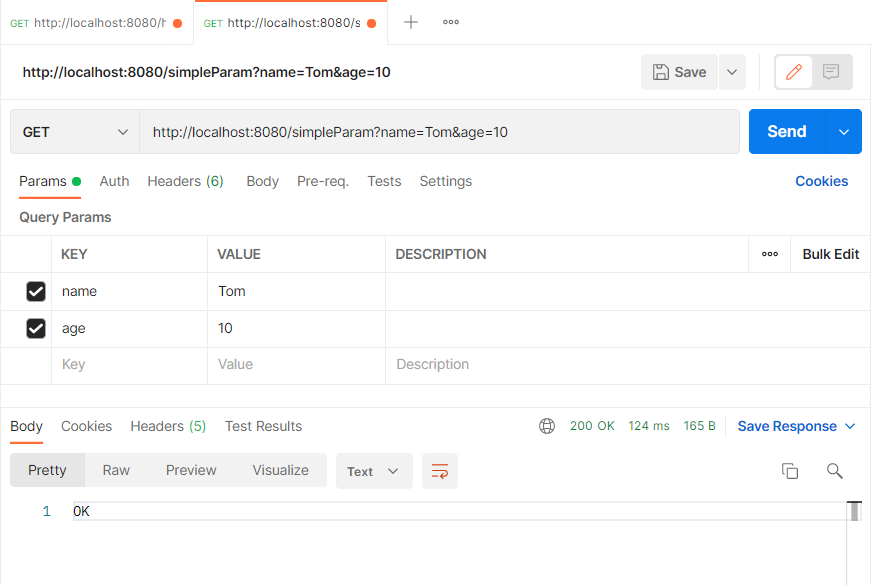 GET http://localhost:8080/h GET http://localhost:8080/s
http://localhost:8080/simpleParam?name=Tom&age=10 Save
GET http://localhost:8080/simpleParam?name=Tom&age=10 Send
Params Auth Headers (6) Body Pre-req. Tests Settings Cookies
Query Params
KEY VALUE DESCRIPTION Bulk Edit
name Tom
age 10
Key Value Description
Body Cookies Headers (5) Test Results 200 OK 124 ms 165 B Save Response
Pretty Raw Preview Visualize Text
1 OK